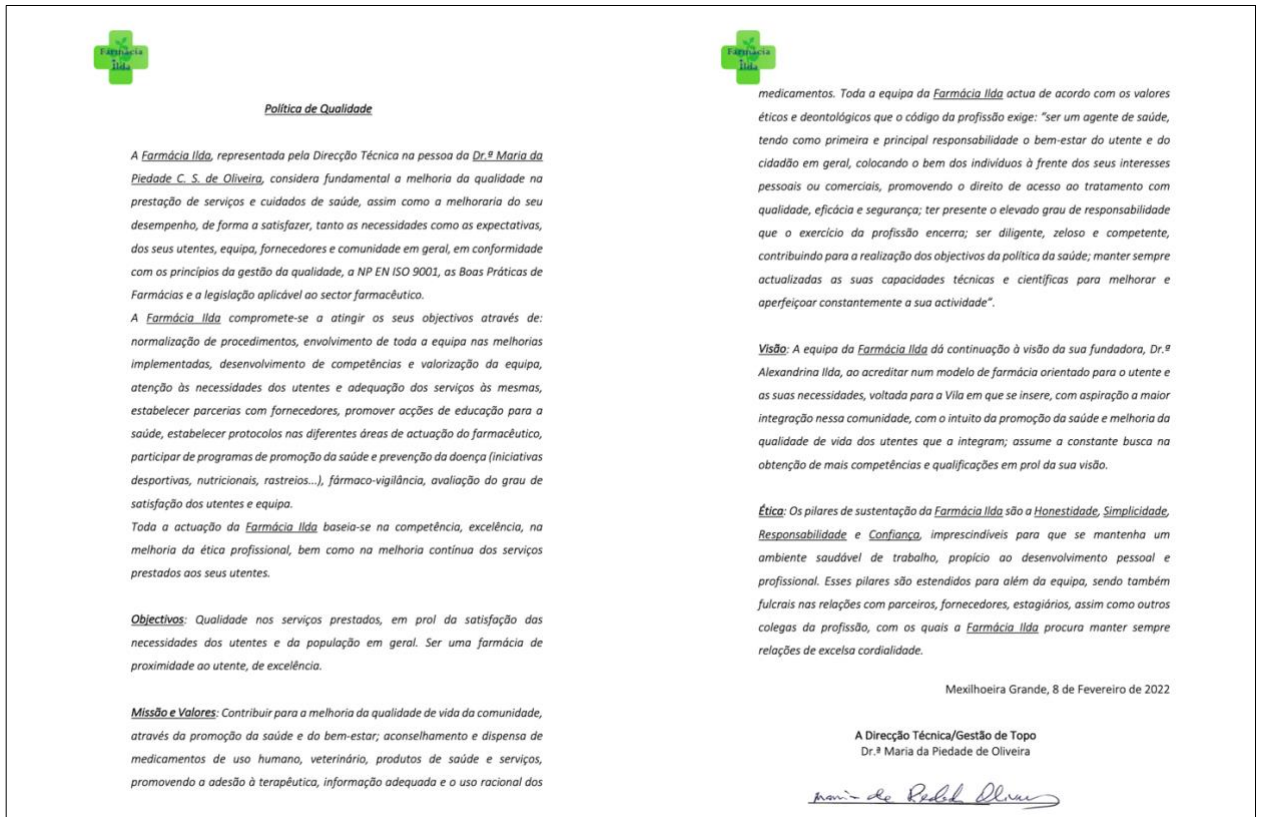 Farmácia
Ilda
Política de Qualidade
A Farmácia Ilda, representada pela Direcção Técnica na pessoa da Dr.ª Maria da
Piedade C. S. de Oliveira, considera fundamental a melhoria da qualidade na
prestação de serviços e cuidados de saúde, assim como a melhoraria do seu
desempenho, de forma a satisfazer, tanto as necessidades como as expectativas,
dos seus utentes, equipa, fornecedores e comunidade em geral, em conformidade
com os princípios da gestão da qualidade, a NP EN ISO 9001, as Boas Práticas de
Farmácias e a legislação aplicável ao sector farmacêutico.
A Farmácia Ilda compromete-se a atingir os seus objectivos através de:
normalização de procedimentos, envolvimento de toda a equipa nas melhorias
implementadas, desenvolvimento de competências e valorização da equipa,
atenção às necessidades dos utentes e adequação dos serviços às mesmas,
estabelecer parcerias com fornecedores, promover acções de educação para a
saúde, estabelecer protocolos nas diferentes áreas de actuação do farmacêutico,
participar de programas de promoção da saúde e prevenção da doença (iniciativas
desportivas, nutricionais, rastreios...), fármaco-vigilância, avaliação do grau de
satisfação dos utentes e equipa.
Toda a actuação da Farmácia Ilda baseia-se na competência, excelência, na
melhoria da ética profissional, bem como na melhoria contínua dos serviços
prestados aos seus utentes.
Objectivos: Qualidade nos serviços prestados, em prol da satisfação das
necessidades dos utentes e da população em geral. Ser uma farmácia de
proximidade ao utente, de excelência.
Missão e Valores: Contribuir para a melhoria da qualidade de vida da comunidade,
através da promoção da saúde e do bem-estar; aconselhamento e dispensa de
medicamentos de uso humano, veterinário, produtos de saúde e serviços,
promovendo a adesão à terapêutica, informação adequada e o uso racional dos
Farmácia
Ilda
medicamentos. Toda a equipa da Farmácia Ilda actua de acordo com os valores
éticos e deontológicos que o código da profissão exige: "ser um agente de saúde,
tendo como primeira e principal responsabilidade o bem-estar do utente e do
cidadão em geral, colocando o bem dos indivíduos à frente dos seus interesses
pessoais ou comerciais, promovendo o direito de acesso ao tratamento com
qualidade, eficácia e segurança; ter presente o elevado grau de responsabilidade
que o exercício da profissão encerra; ser diligente, zeloso e competente,
contribuindo para a realização dos objectivos da política da saúde; manter sempre
actualizadas as suas capacidades técnicas e científicas para melhorar e
aperfeiçoar constantemente a sua actividade".
Visão: A equipa da Farmácia Ilda dá continuação à visão da sua fundadora, Dr.ª
Alexandrina Ilda, ao acreditar num modelo de farmácia orientado para o utente e
as suas necessidades, voltada para a Vila em que se insere, com aspiração a maior
integração nessa comunidade, com o intuito da promoção da saúde e melhoria da
qualidade de vida dos utentes que a integram; assume a constante busca na
obtenção de mais competências e qualificações em prol da sua visão.
Ética: Os pilares de sustentação da Farmácia Ilda são a Honestidade, Simplicidade,
Responsabilidade e Confiança, imprescindíveis para que se mantenha um
ambiente saudável de trabalho, propício ao desenvolvimento pessoal e
profissional. Esses pilares são estendidos para além da equipa, sendo também
fulcrais nas relações com parceiros, fornecedores, estagiários, assim como outros
colegas da profissão, com os quais a Farmácia Ilda procura manter sempre
relações de excelsa cordialidade.
Mexilhoeira Grande, 8 de Fevereiro de 2022
A Direcção Técnica/Gestão de Topo
Dr.ª Maria da Piedade de Oliveira